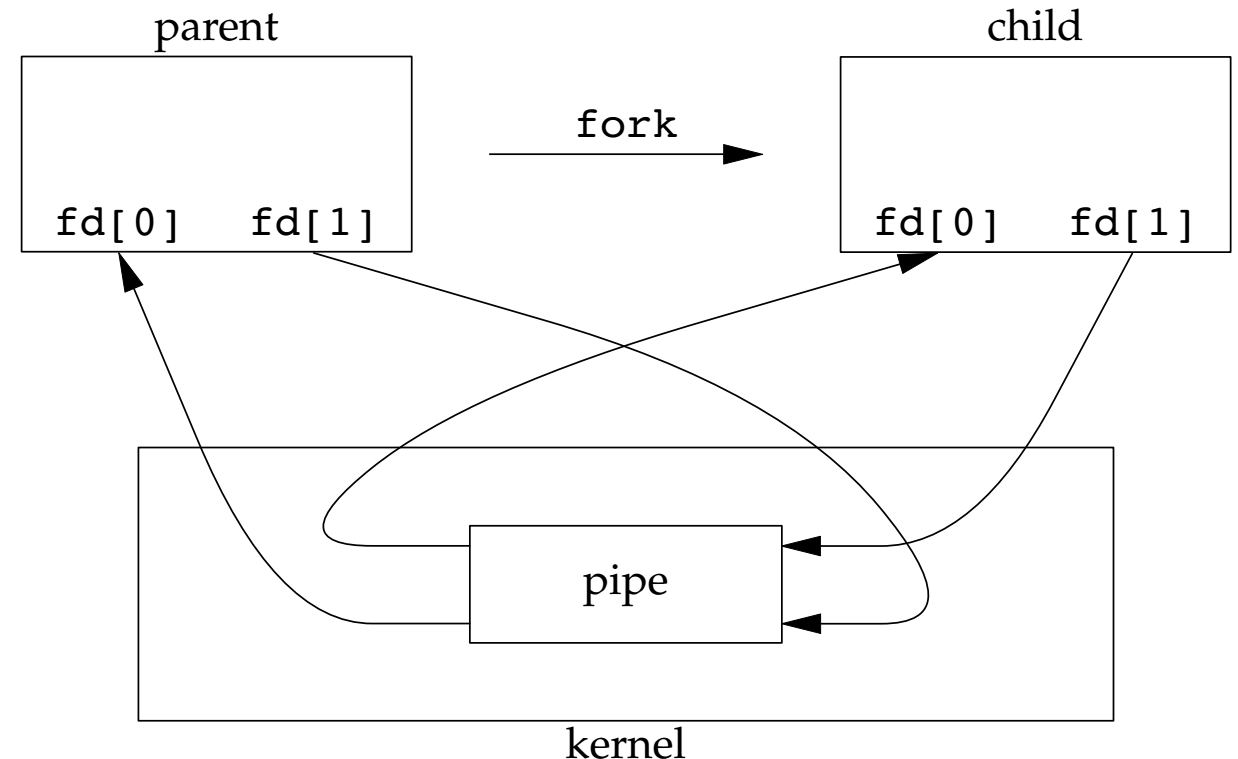 parent
child
fork
fd[0] fd[1]
fd[0] fd[1]
pipe
kernel